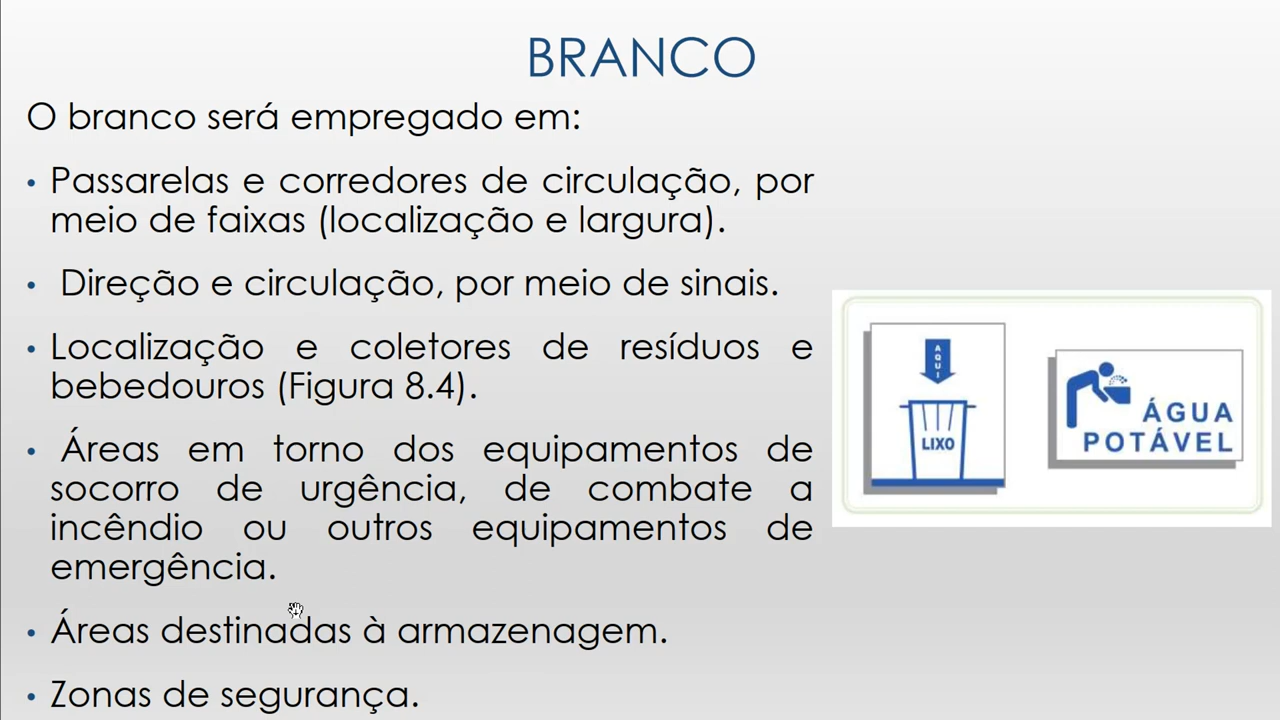 BRANCO
O branco será empregado em:
• Passarelas e corredores de circulação, por
meio de faixas (localização e largura).
• Direção e circulação, por meio de sinais.
• Localização e coletores de resíduos e
bebedouros (Figura 8.4).
• Áreas em torno dos equipamentos de
socorro de urgência, de combate a
incêndio ou outros equipamentos de
emergência.
• Áreas destinadas à armazenagem.
• Zonas de segurança.
AQUI
LIXO
ÁGUA
POTÁVEL